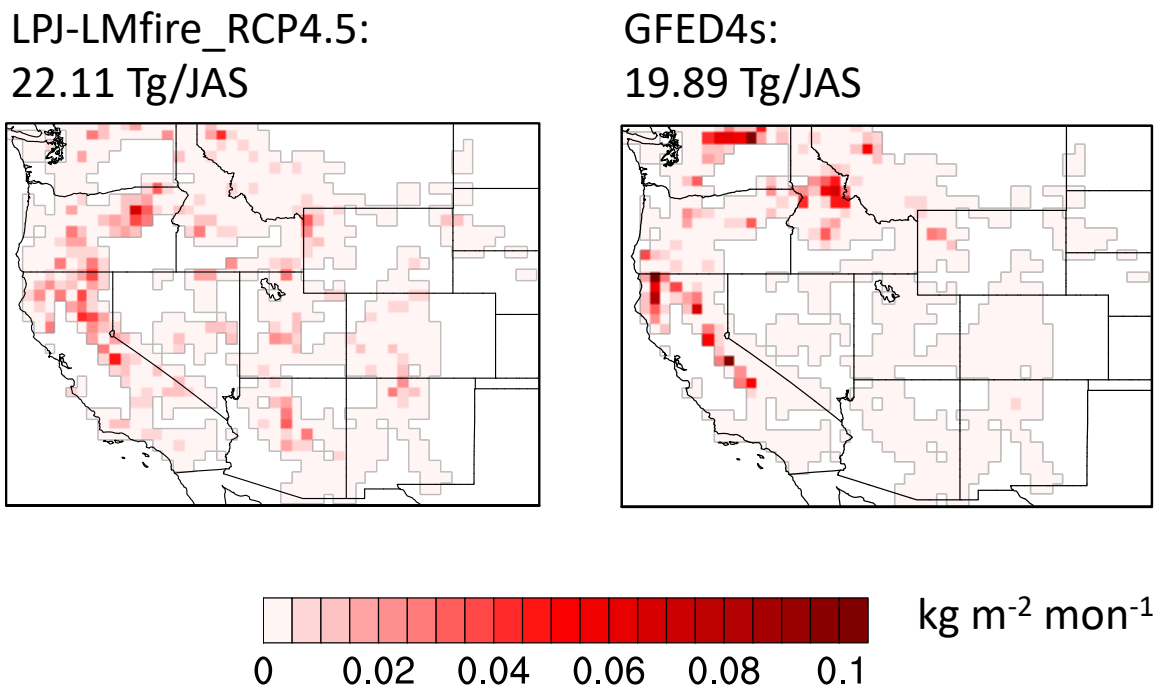 LPJ-LMfire_RCP4.5:
22.11 Tg/JAS
GFED4s:
19.89 Tg/JAS
kg m-2 mon-1
0 0.02 0.04 0.06 0.08 0.1